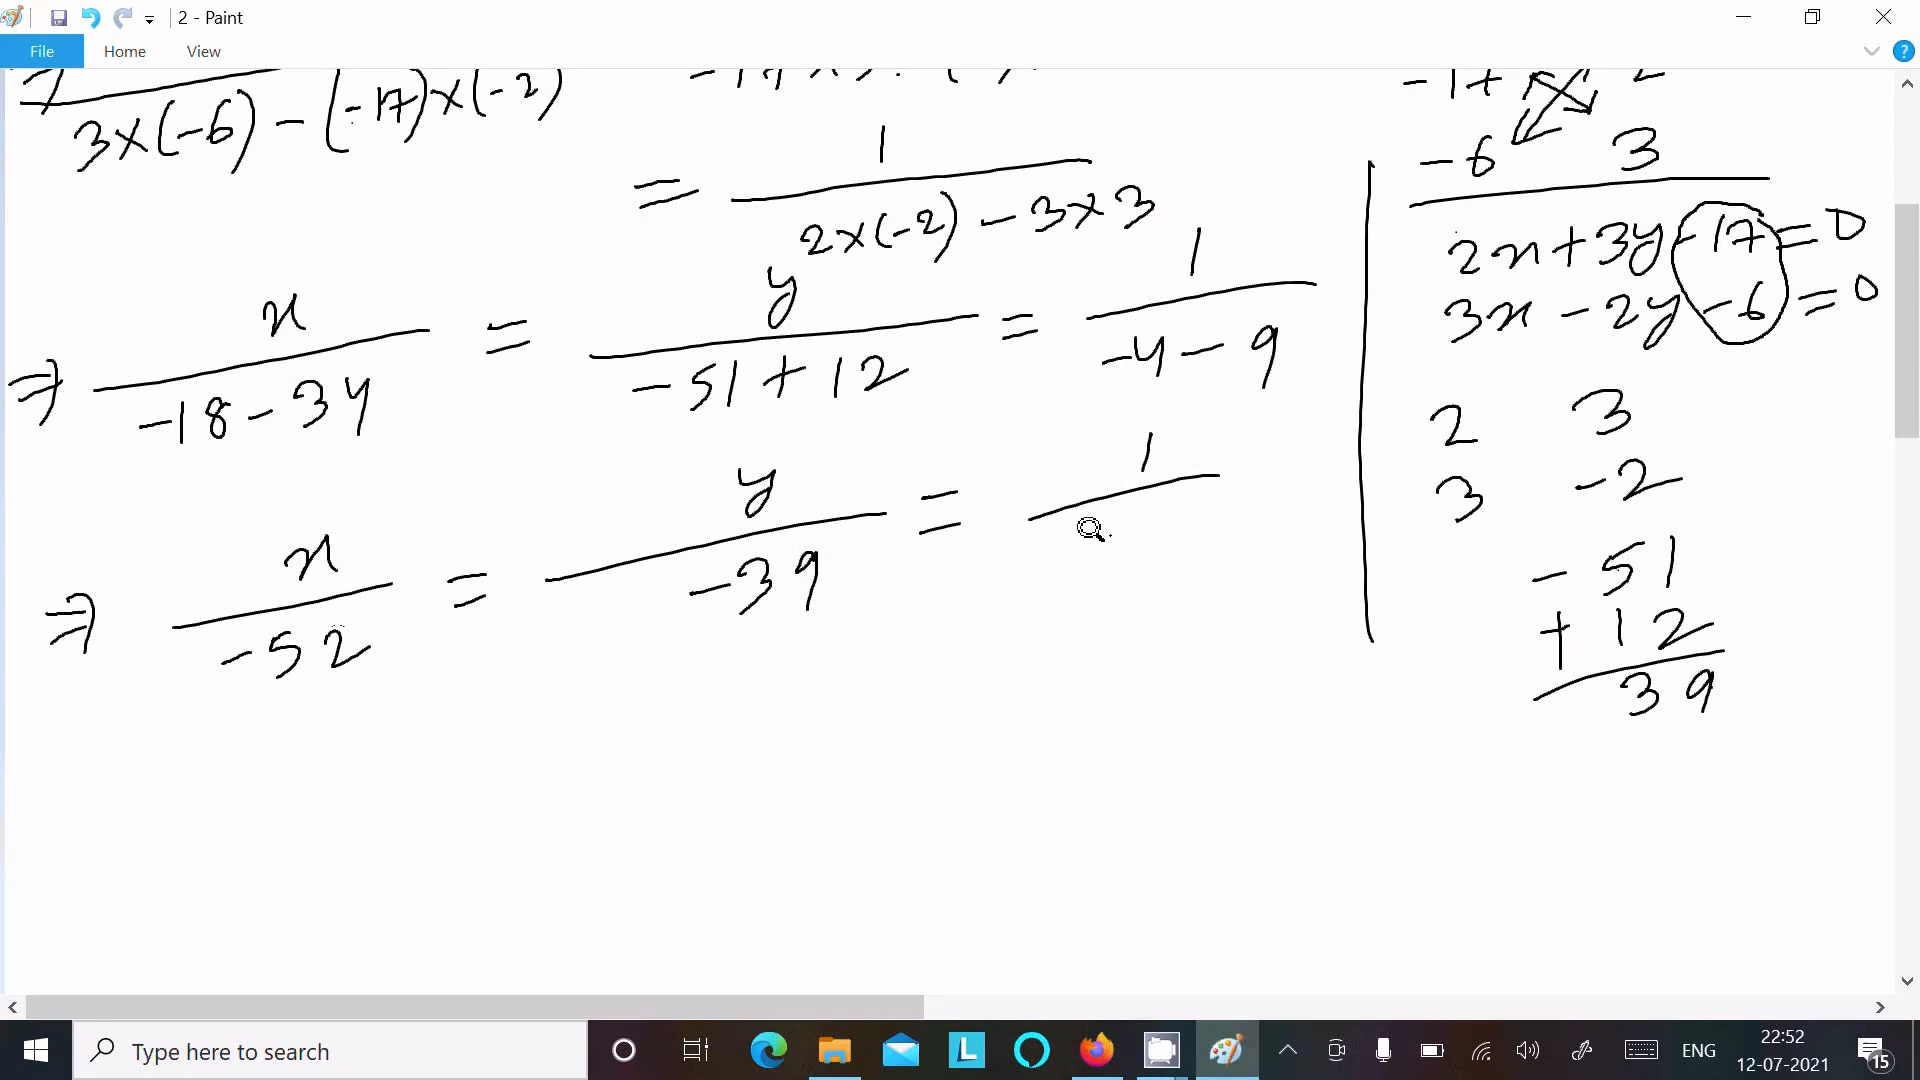 2 - Paint
File Home View
3x(-6) - (-17)x(-2)
-6 3
= 1 / 2x(-2) - 3x3
2x+3y-17=0
3x-2y-6=0
⇒ x / -18-34 = y / -51+12 = 1 / -4-9
2 3
3 -2
⇒ x / -52 = y / -39 = 1 /
-51
+12
39
Type here to search
L
ENG
22:52
12-07-2021
15